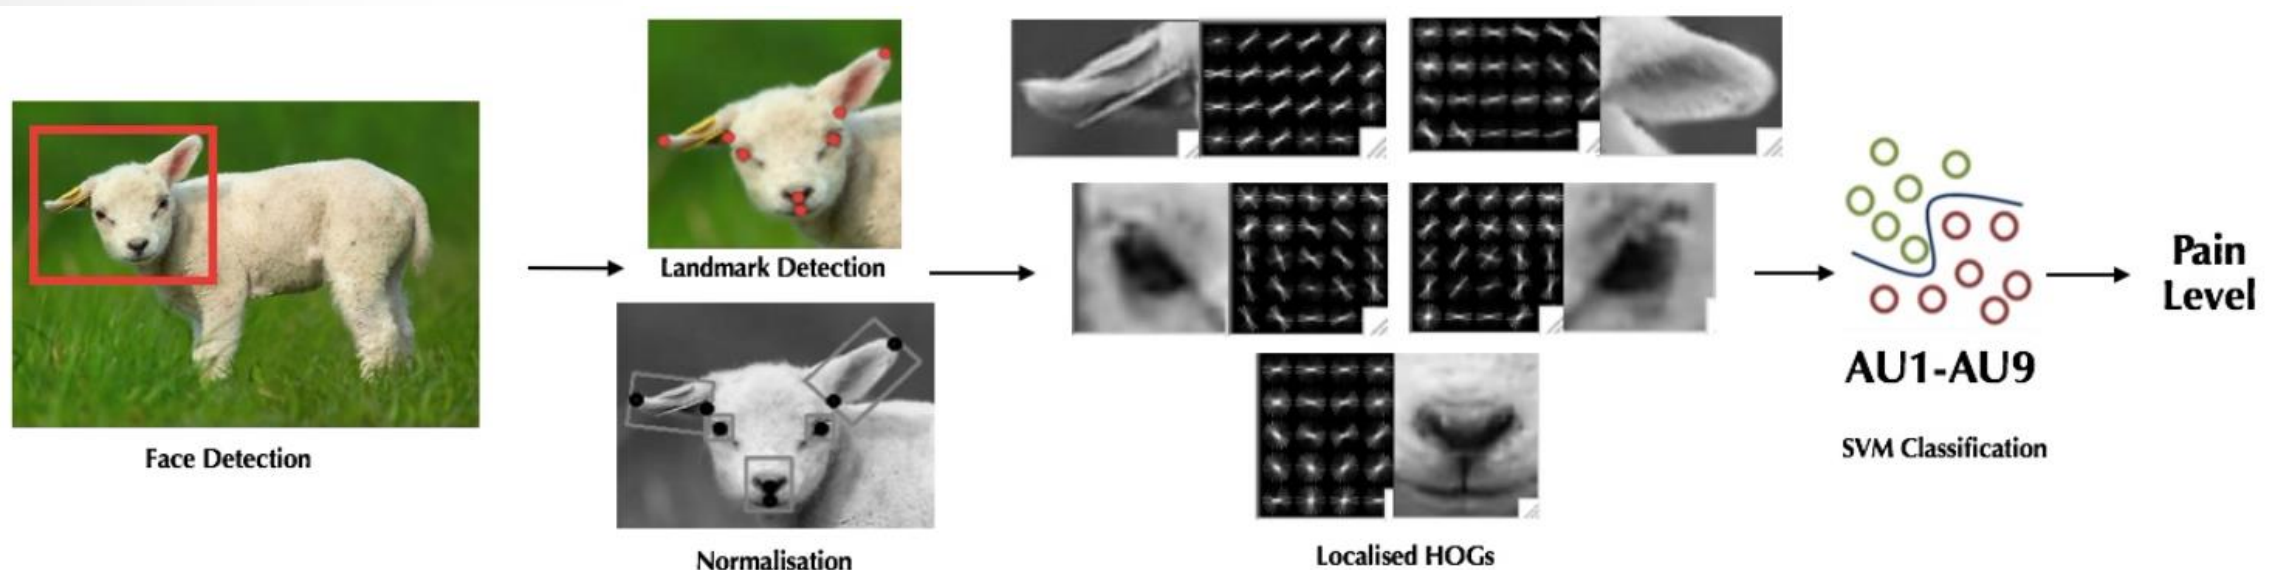 Face Detection
Landmark Detection
Normalisation
Localised HOGs
AU1-AU9
SVM Classification
Pain
Level